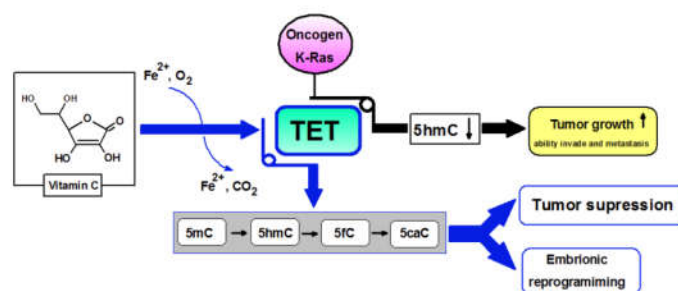 Oncogen
K-Ras
Fe2+, O2
HO
OH
O
O
HO
OH
Vitamin C
TET
5hmC ↓
Tumor growth ↑
ability invade and metastasis
Fe2+, CO2
5mC → 5hmC → 5fC → 5caC
Tumor supression
Embrionic
reprogramiming